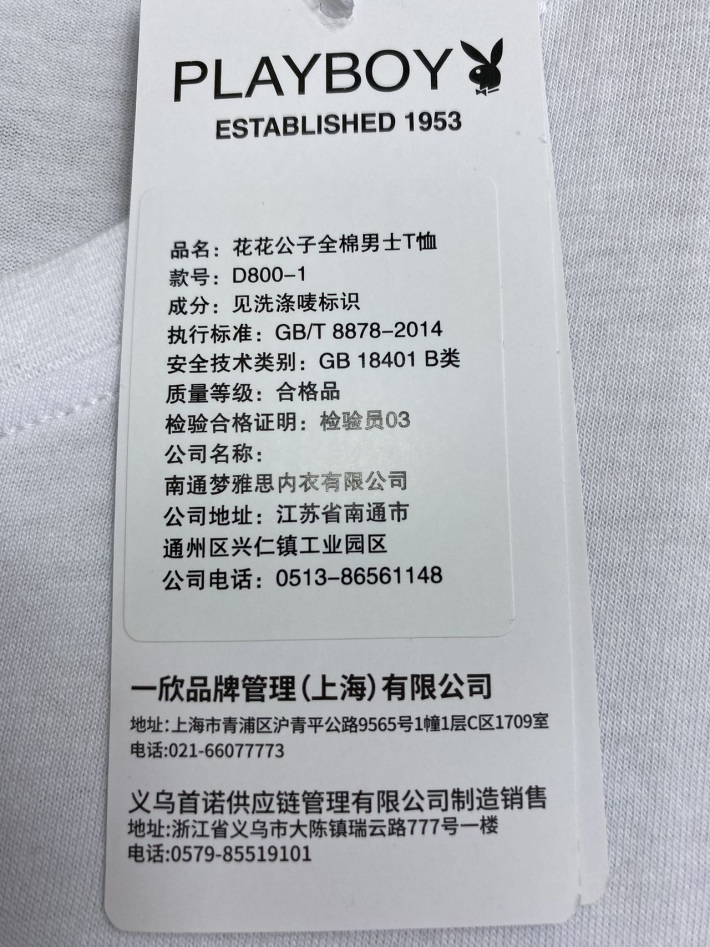 PLAYBOY
ESTABLISHED 1953
品名：花花公子全棉男士T恤
款号：D800-1
成分：见洗涤唛标识
执行标准：GB/T 8878-2014
安全技术类别：GB 18401 B类
质量等级：合格品
检验合格证明：检验员03
公司名称：
南通梦雅思内衣有限公司
公司地址：江苏省南通市
通州区兴仁镇工业园区
公司电话：0513-86561148
一欣品牌管理(上海)有限公司
地址:上海市青浦区沪青平公路9565号1幢1层C区1709室
电话:021-66077773
义乌首诺供应链管理有限公司制造销售
地址:浙江省义乌市大陈镇瑞云路777号一楼
电话:0579-85519101